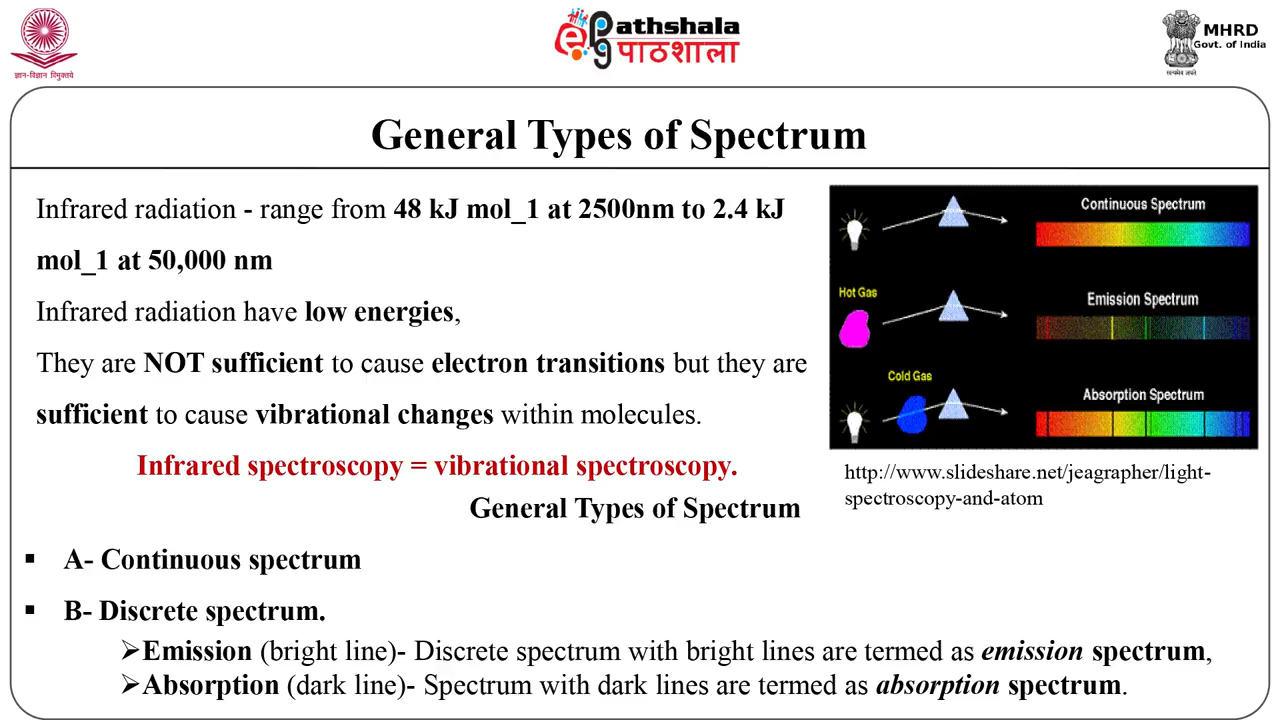 ज्ञान-विज्ञान विमुक्तये
ePathshala
पाठशाला
MHRD
Govt. of India
सत्यमेव जयते
General Types of Spectrum
Infrared radiation - range from 48 kJ mol_1 at 2500nm to 2.4 kJ
mol_1 at 50,000 nm
Infrared radiation have low energies,
They are NOT sufficient to cause electron transitions but they are
sufficient to cause vibrational changes within molecules.
Infrared spectroscopy = vibrational spectroscopy.
Continuous Spectrum
Hot Gas
Emission Spectrum
Cold Gas
Absorption Spectrum
http://www.slideshare.net/jeagrapher/light-
spectroscopy-and-atom
General Types of Spectrum
▪ A- Continuous spectrum
▪ B- Discrete spectrum.
➢Emission (bright line)- Discrete spectrum with bright lines are termed as emission spectrum,
➢Absorption (dark line)- Spectrum with dark lines are termed as absorption spectrum.